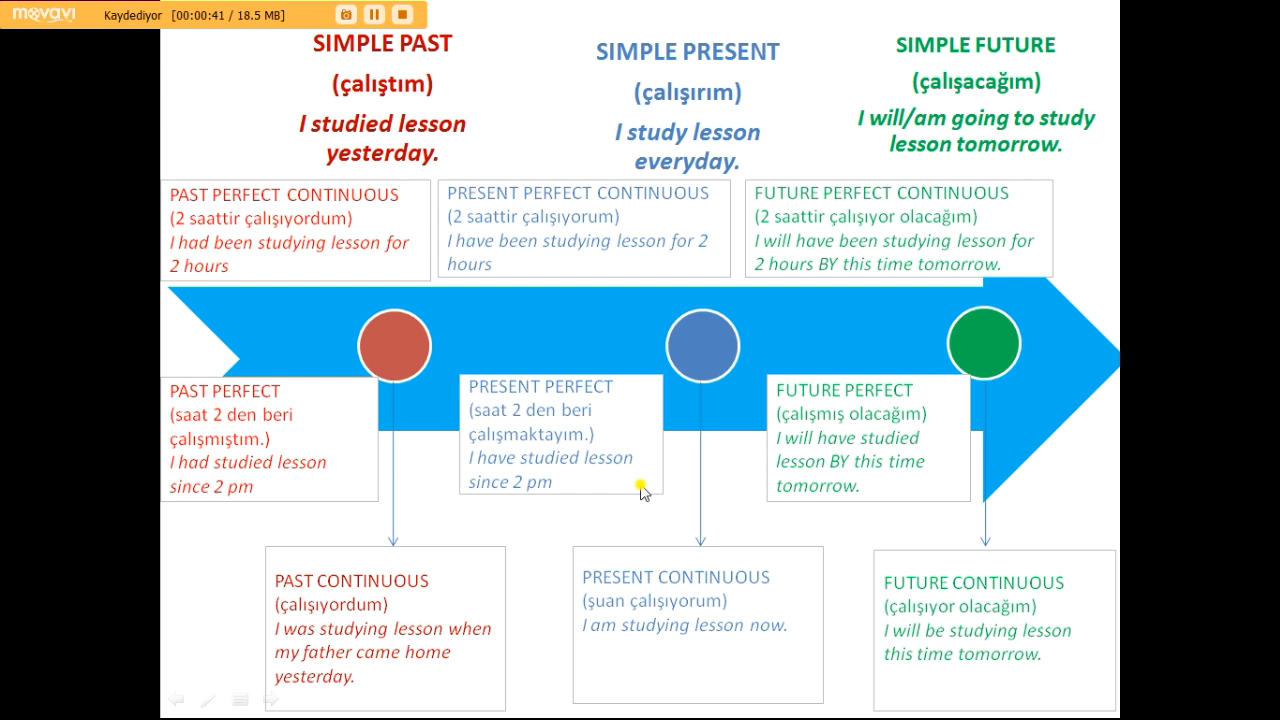 movavi
Kaydediyor [00:00:41 / 18.5 MB]
SIMPLE PAST
(çalıştım)
I studied lesson
yesterday.
SIMPLE PRESENT
(çalışırım)
I study lesson
everyday.
SIMPLE FUTURE
(çalışacağım)
I will/am going to study
lesson tomorrow.
PAST PERFECT CONTINUOUS
(2 saattir çalışıyordum)
I had been studying lesson for
2 hours
PRESENT PERFECT CONTINUOUS
(2 saattir çalışıyorum)
I have been studying lesson for 2
hours
FUTURE PERFECT CONTINUOUS
(2 saattir çalışıyor olacağım)
I will have been studying lesson for
2 hours BY this time tomorrow.
PAST PERFECT
(saat 2 den beri
çalışmıştım.)
I had studied lesson
since 2 pm
PRESENT PERFECT
(saat 2 den beri
çalışmaktayım.)
I have studied lesson
since 2 pm
FUTURE PERFECT
(çalışmış olacağım)
I will have studied
lesson BY this time
tomorrow.
PAST CONTINUOUS
(çalışıyordum)
I was studying lesson when
my father came home
yesterday.
PRESENT CONTINUOUS
(şuan çalışıyorum)
I am studying lesson now.
FUTURE CONTINUOUS
(çalışıyor olacağım)
I will be studying lesson
this time tomorrow.